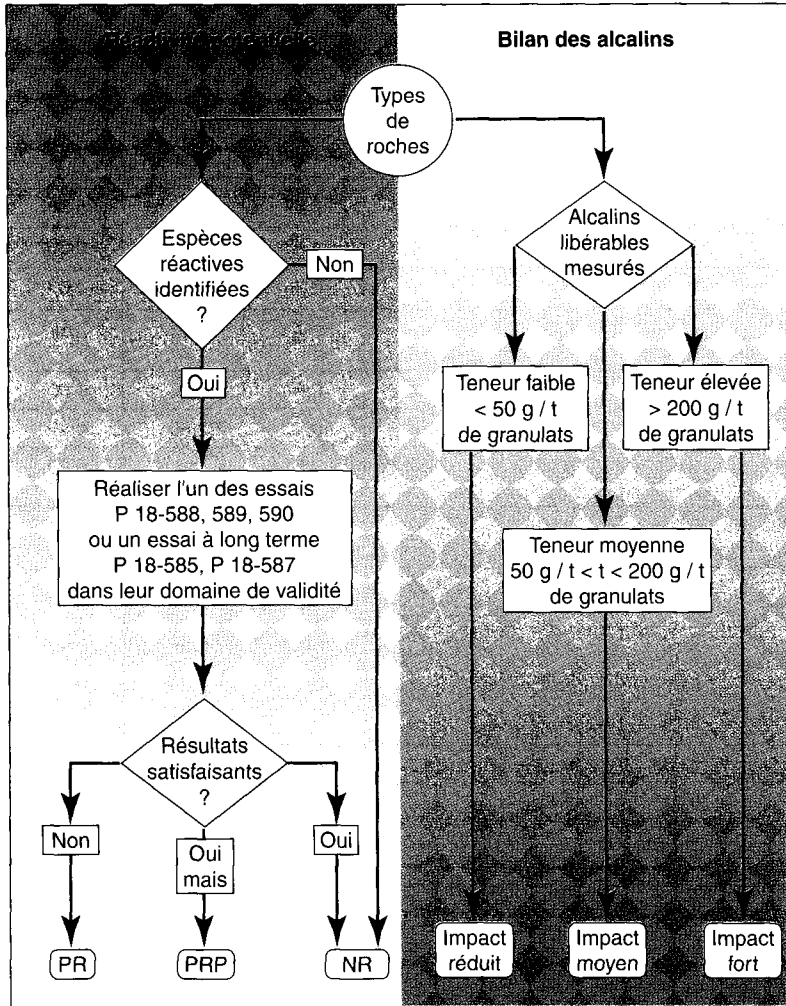 Bilan des alcalins
Types
de
roches
Espèces
réactives
identifiées
?
Non
Oui
Réaliser l'un des essais
P 18-588, 589, 590
ou un essai à long terme
P 18-585, P 18-587
dans leur domaine de validité
Résultats
satisfaisants
?
Non
Oui
mais
Oui
PR
PRP
NR
Alcalins
libérables
mesurés
Teneur faible
< 50 g / t
de granulats
Teneur élevée
> 200 g / t
de granulats
Teneur moyenne
50 g / t < t < 200 g / t
de granulats
Impact
réduit
Impact
moyen
Impact
fort